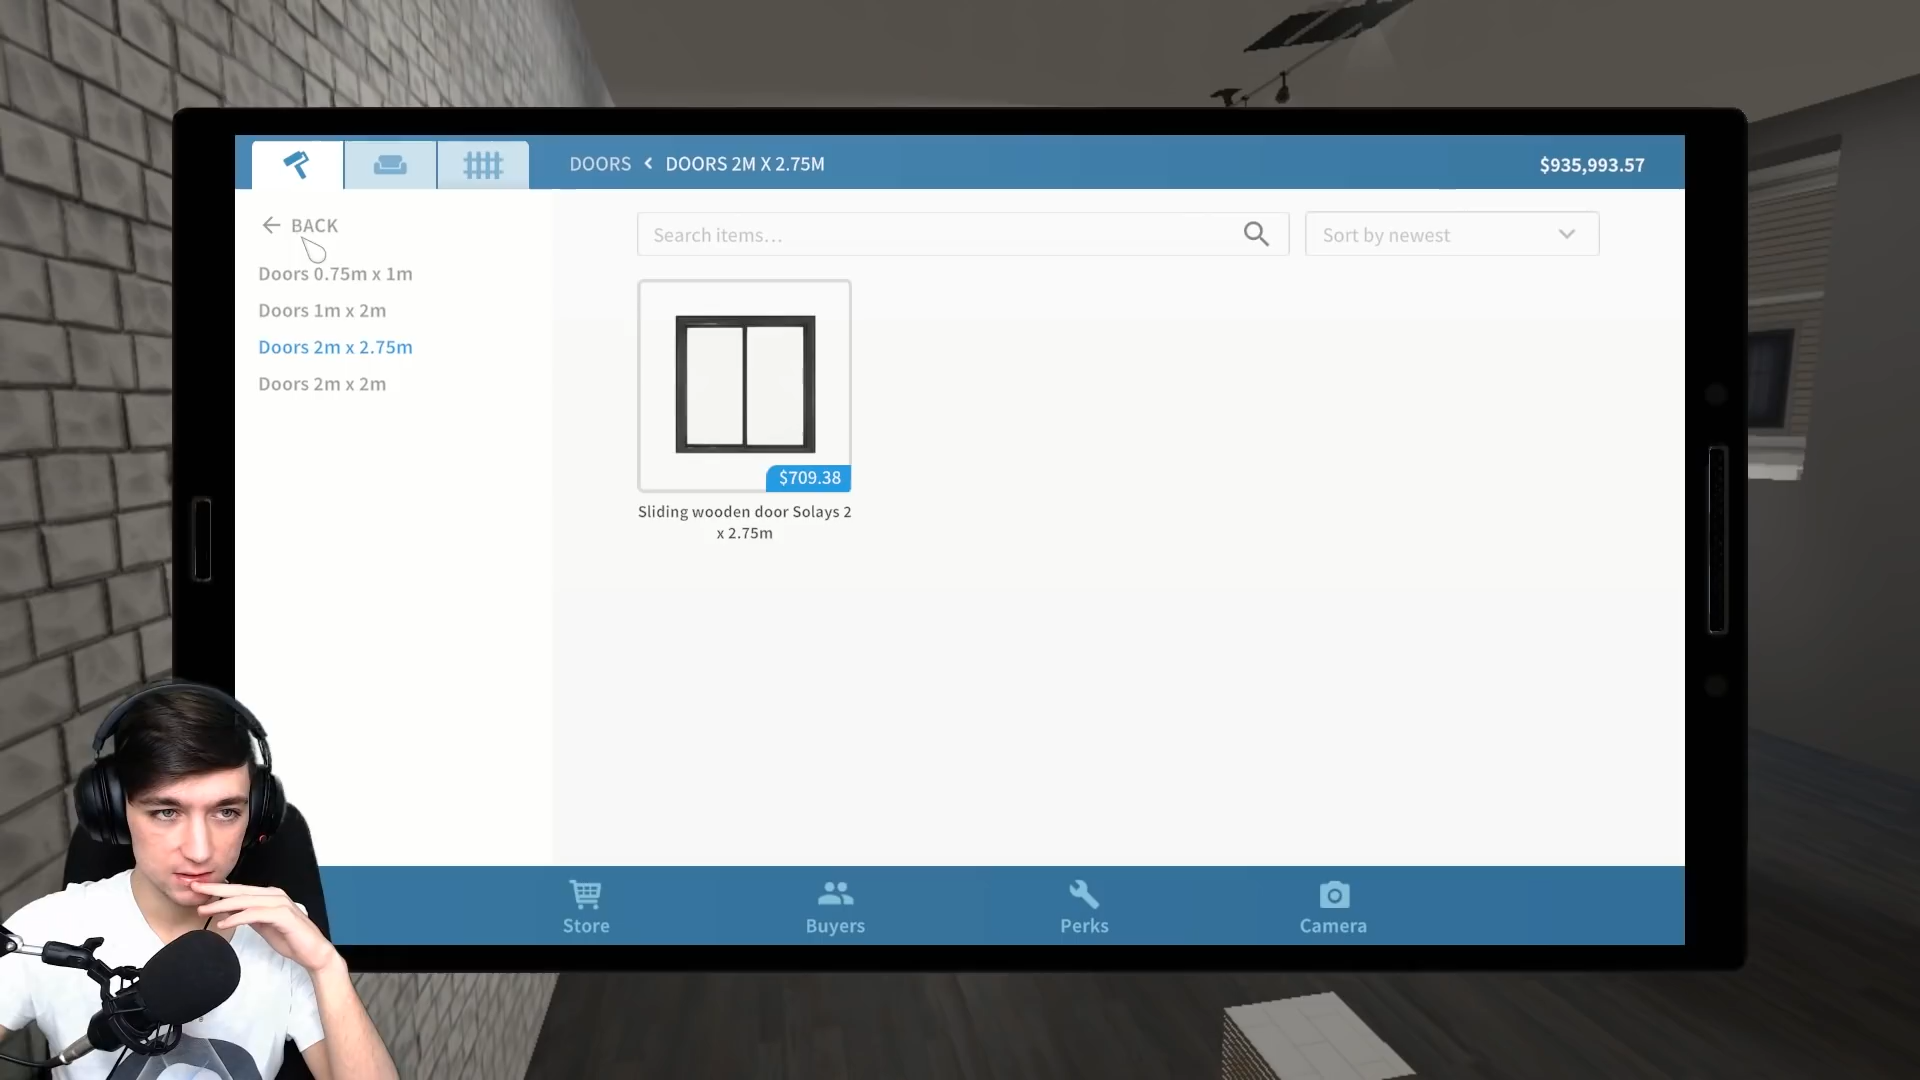 DOORS < DOORS 2M X 2.75M
$935,993.57
← BACK
Search items...
Sort by newest
Doors 0.75m x 1m
Doors 1m x 2m
Doors 2m x 2.75m
Doors 2m x 2m
$709.38
Sliding wooden door Solays 2
x 2.75m
Store
Buyers
Perks
Camera